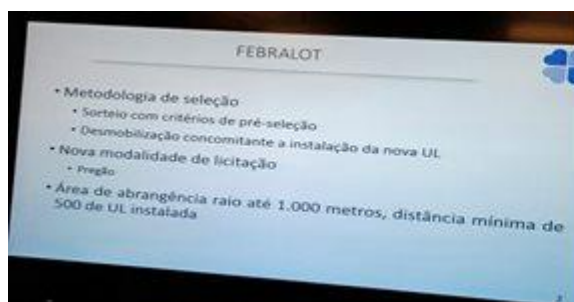 FEBRALOT
• Metodologia de seleção
• Sorteio com critérios de pré-seleção
• Desmobilização concomitante a instalação da nova UL
• Nova modalidade de licitação
• Pregão
• Área de abrangência raio até 1.000 metros, distância mínima de
500 de UL instalada